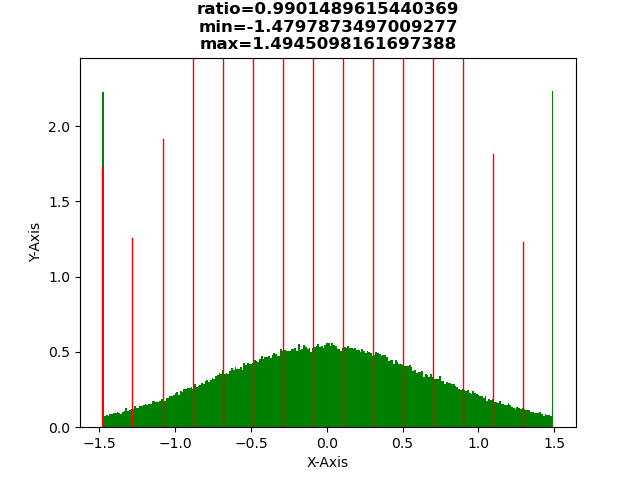 ratio=0.9901489615440369
min=-1.4797873497009277
max=1.4945098161697388
Y-Axis
2.0
1.5
1.0
0.5
0.0
−1.5 −1.0 −0.5 0.0 0.5 1.0 1.5
X-Axis